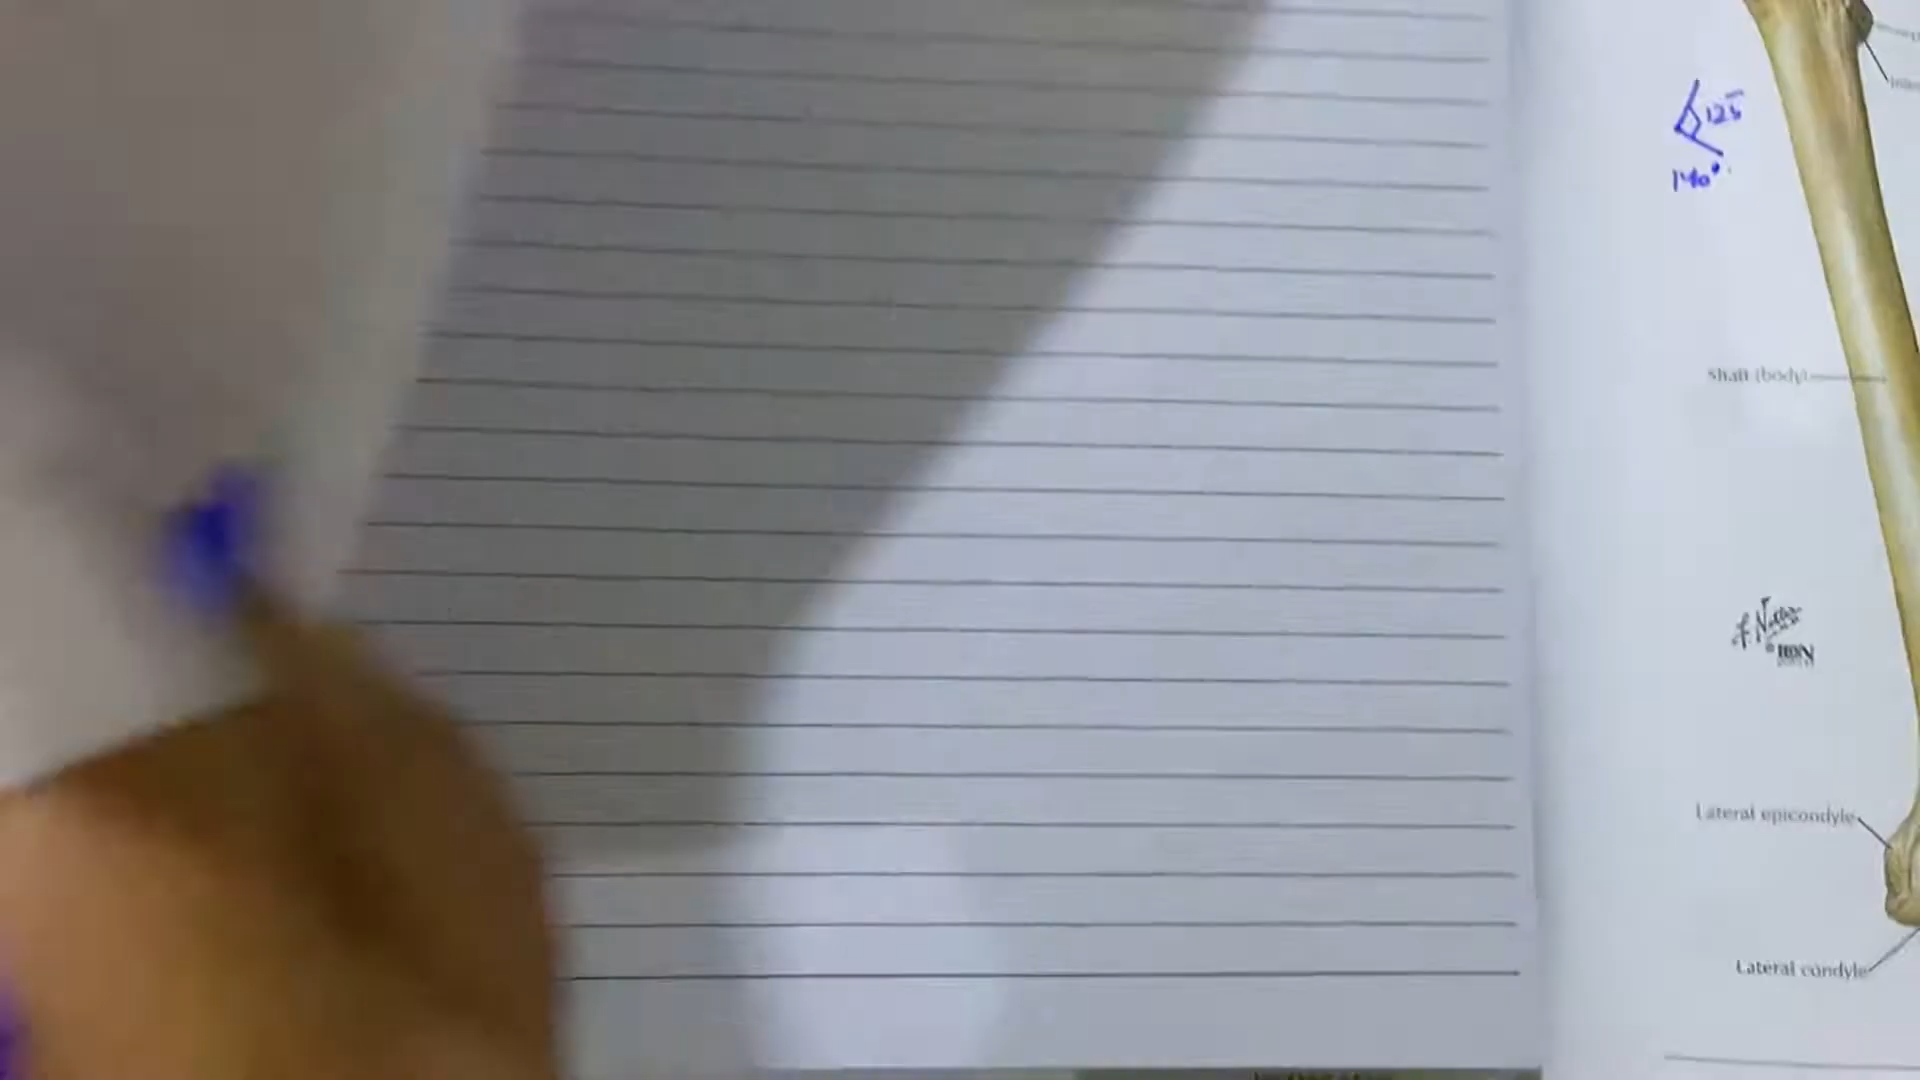 125
140°
Shaft (body)
Lateral epicondyle
Lateral condyle